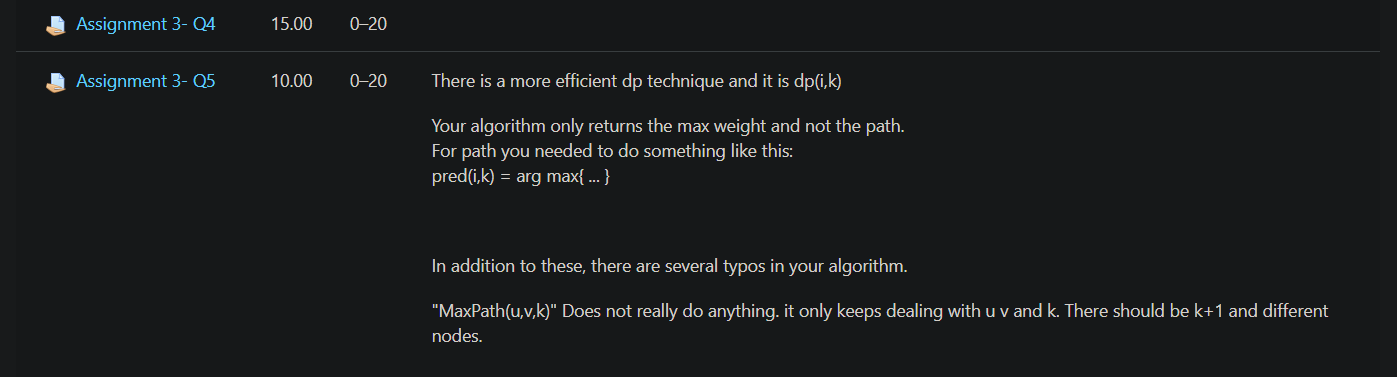 Assignment 3- Q4 15.00 0–20
Assignment 3- Q5 10.00 0–20 There is a more efficient dp technique and it is dp(i,k)
Your algorithm only returns the max weight and not the path.
For path you needed to do something like this:
pred(i,k) = arg max{ ... }
In addition to these, there are several typos in your algorithm.
"MaxPath(u,v,k)" Does not really do anything. it only keeps dealing with u v and k. There should be k+1 and different
nodes.